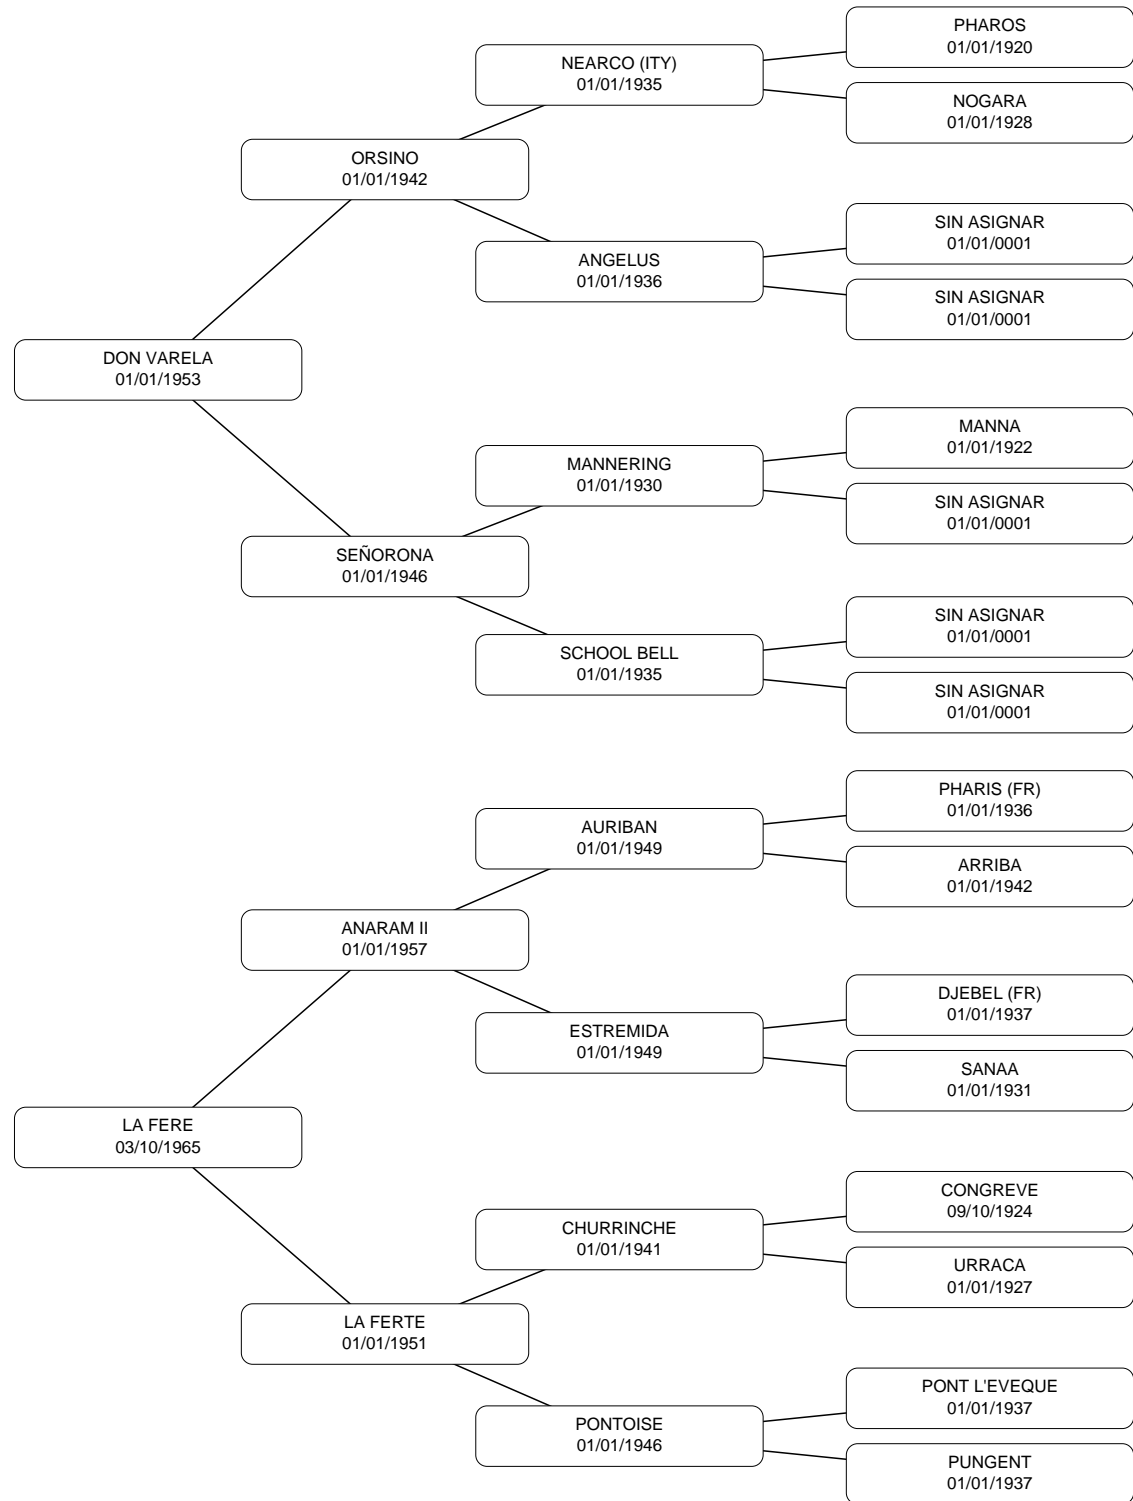 PHAROS
01/01/1920
NEARCO (ITY)
01/01/1935
NOGARA
01/01/1928
ORSINO
01/01/1942
SIN ASIGNAR
01/01/0001
ANGELUS
01/01/1936
SIN ASIGNAR
01/01/0001
DON VARELA
01/01/1953
MANNA
01/01/1922
MANNERING
01/01/1930
SIN ASIGNAR
01/01/0001
SEÑORONA
01/01/1946
SIN ASIGNAR
01/01/0001
SCHOOL BELL
01/01/1935
SIN ASIGNAR
01/01/0001
PHARIS (FR)
01/01/1936
AURIBAN
01/01/1949
ARRIBA
01/01/1942
ANARAM II
01/01/1957
DJEBEL (FR)
01/01/1937
ESTREMIDA
01/01/1949
SANAA
01/01/1931
LA FERE
03/10/1965
CONGREVE
09/10/1924
CHURRINCHE
01/01/1941
URRACA
01/01/1927
LA FERTE
01/01/1951
PONT L'EVEQUE
01/01/1937
PONTOISE
01/01/1946
PUNGENT
01/01/1937